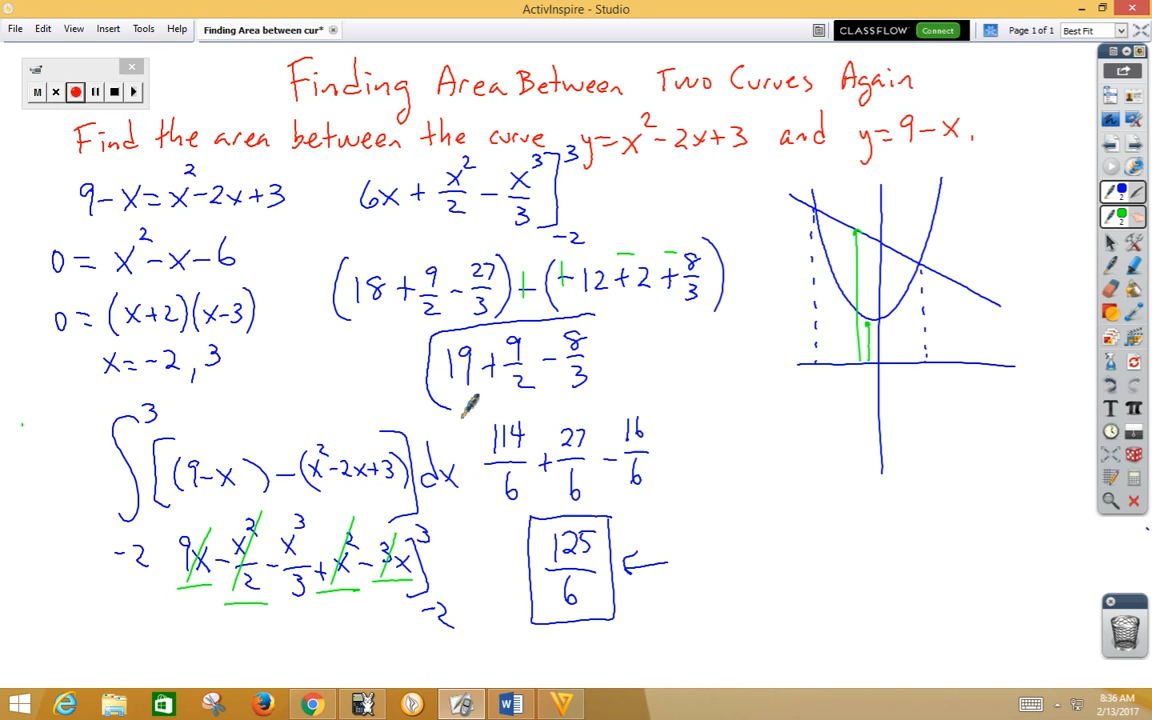 ActivInspire - Studio
File Edit View Insert Tools Help Finding Area between cur* CLASSFLOW Connect Page 1 of 1 Best Fit
M
Finding Area Between Two Curves Again
Find the area between the curve y=x²-2x+3 and y=9-x.
9-x=x²-2x+3
0= x²-x-6
0=(x+2)(x-3)
x=-2, 3
∫₋₂³ [(9-x)-(x²-2x+3)]dx
9x-x²/2-x³/3+x²-3x]₋₂³
6x+x²/2-x³/3]₋₂³
(18+9/2-27/3)+(+12+2+8/3)
- -
19+9/2-8/3
114/6+27/6-16/6
125/6
2
2
T π
8:36 AM
2/13/2017